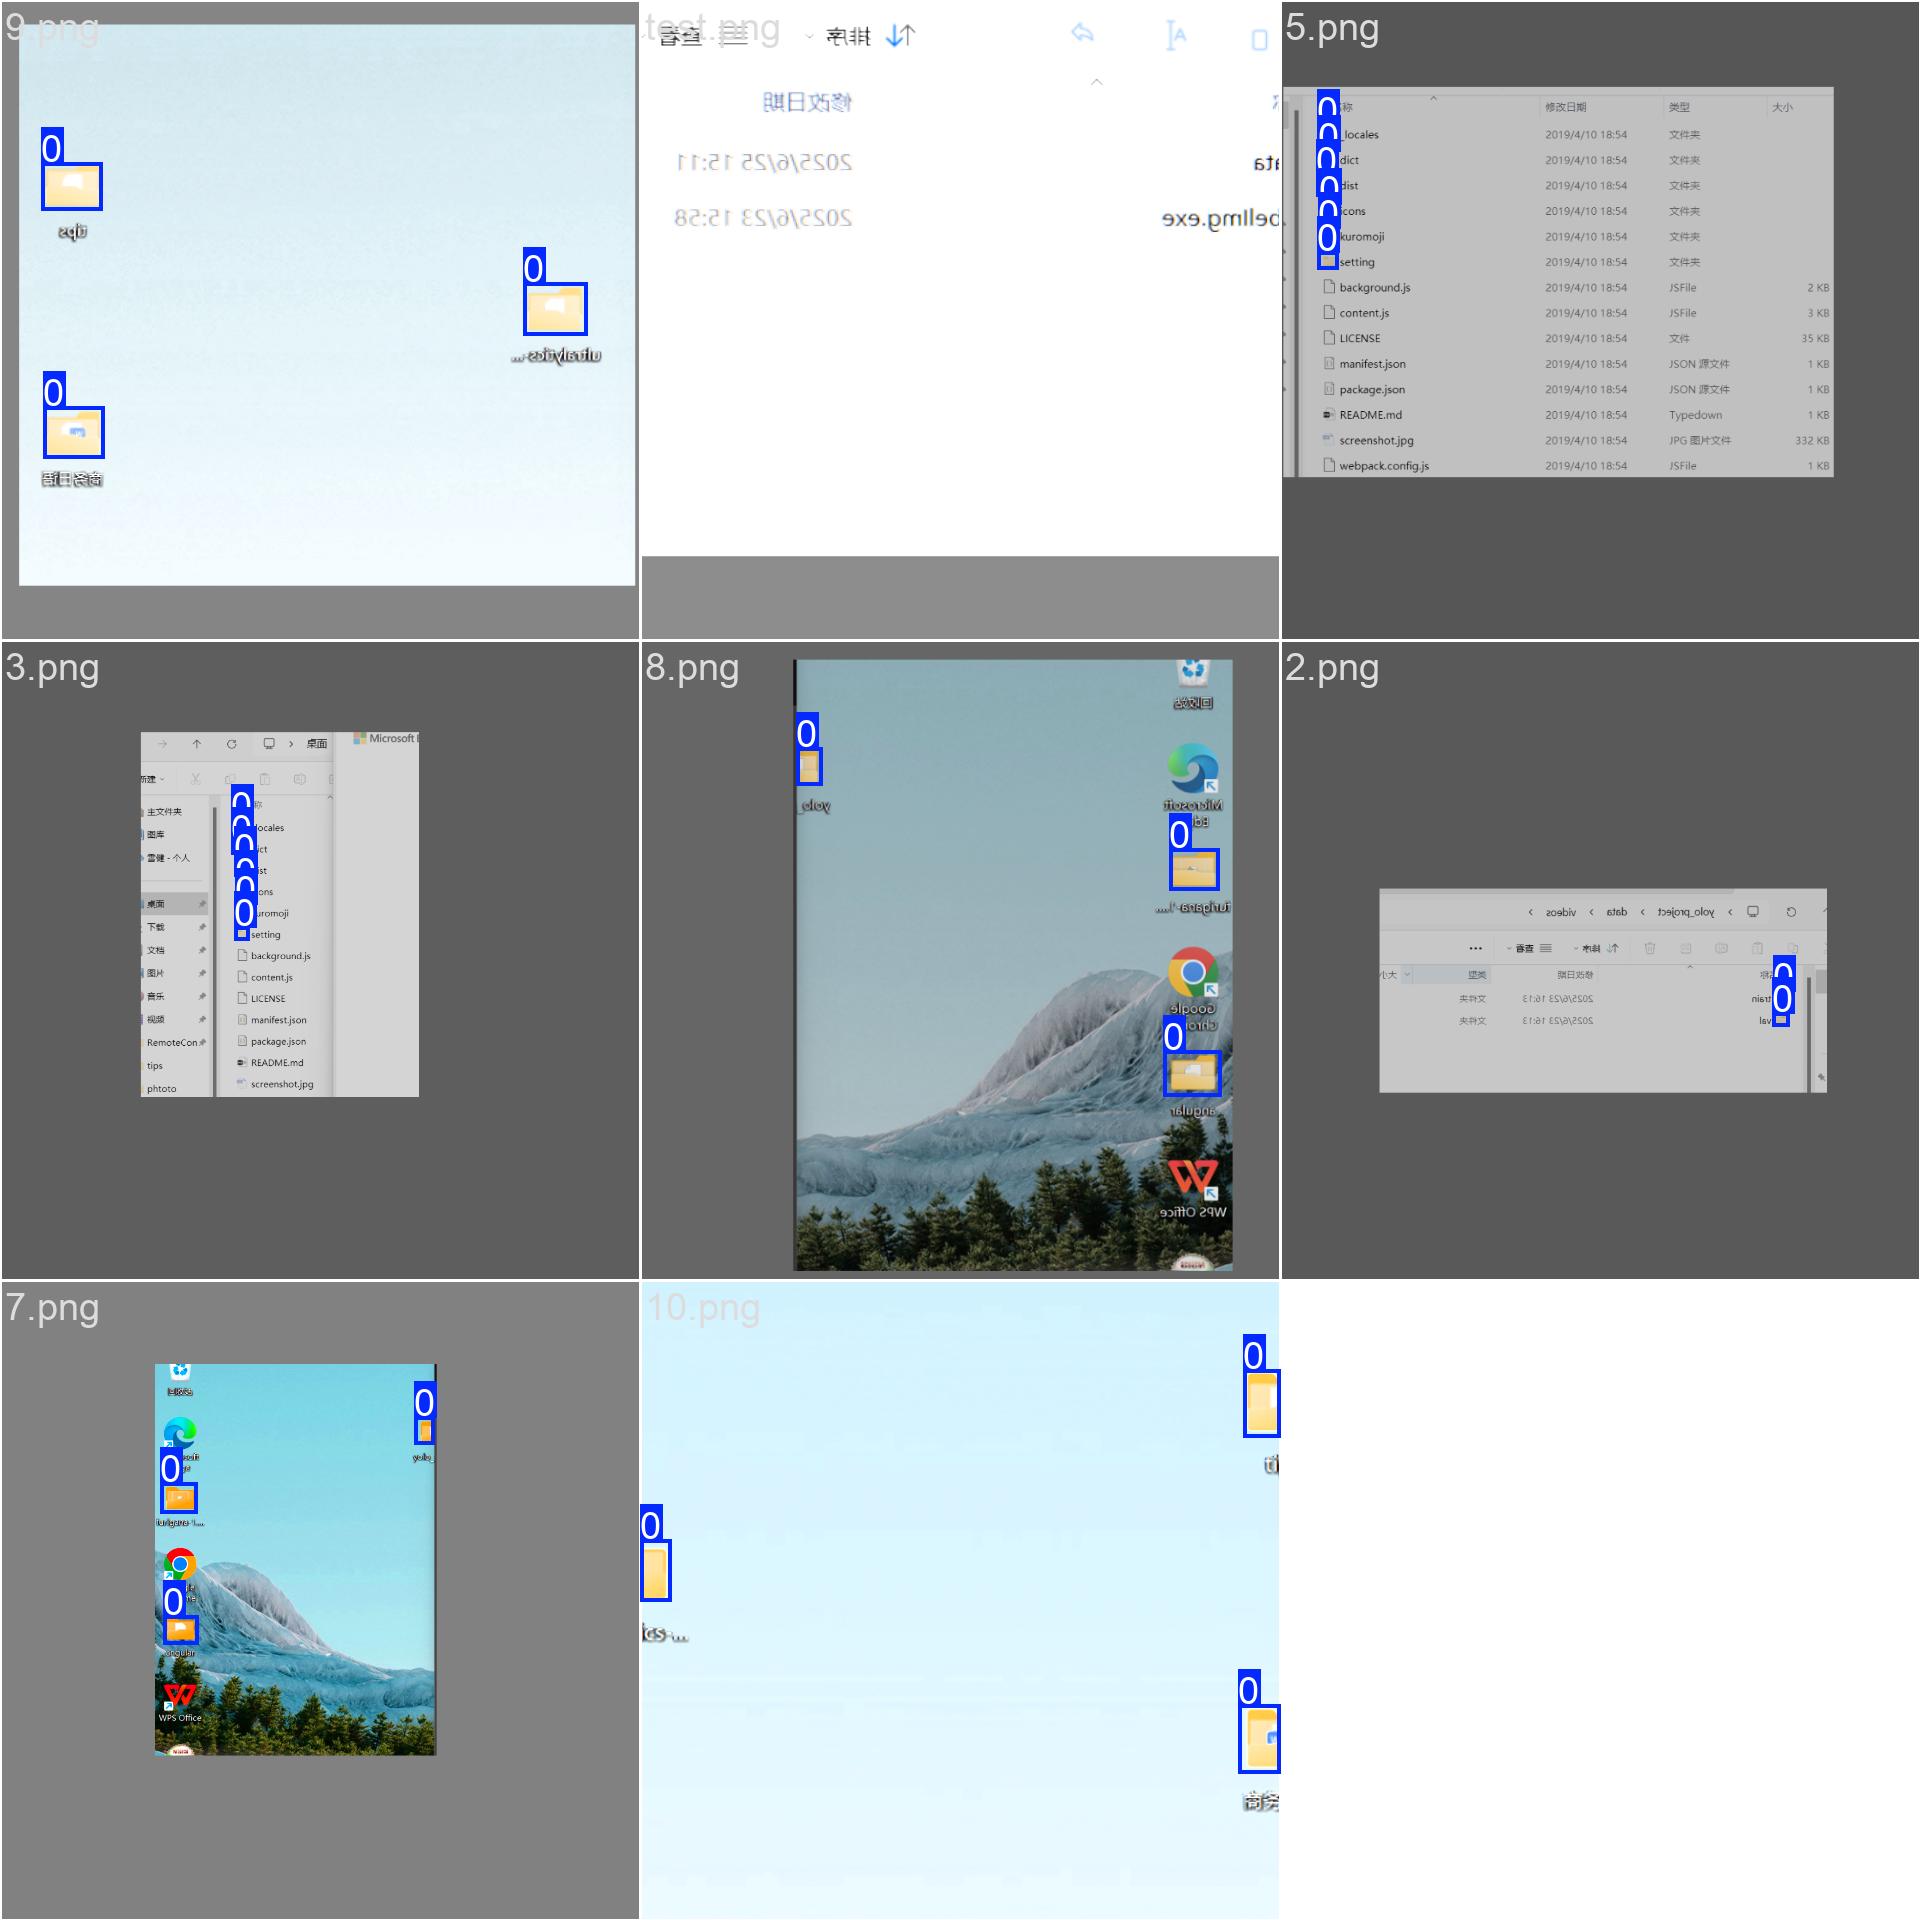 9.png
0
tips
0
ultralytics-...
0
商务日语
test.png
查看
排序
修改日期
2025/6/25 15:11
ata
2025/6/23 15:58
belImg.exe
5.png
0
称 修改日期 类型 大小
0
_locales 2019/4/10 18:54 文件夹
0
dict 2019/4/10 18:54 文件夹
0
dist 2019/4/10 18:54 文件夹
0
icons 2019/4/10 18:54 文件夹
0
kuromoji 2019/4/10 18:54 文件夹
setting 2019/4/10 18:54 文件夹
background.js 2019/4/10 18:54 JSFile 2 KB
content.js 2019/4/10 18:54 JSFile 3 KB
LICENSE 2019/4/10 18:54 文件 35 KB
manifest.json 2019/4/10 18:54 JSON 源文件 1 KB
package.json 2019/4/10 18:54 JSON 源文件 1 KB
README.md 2019/4/10 18:54 Typedown 1 KB
screenshot.jpg 2019/4/10 18:54 JPG 图片文件 332 KB
webpack.config.js 2019/4/10 18:54 JSFile 1 KB
3.png
桌面
Microsoft
新建
主文件夹
图库
雷健 - 个人
桌面
下载
文档
图片
音乐
视频
RemoteCon
tips
phtoto
0
称
0
locales
0
ict
0
ist
0
ons
0
uromoji
setting
background.js
content.js
LICENSE
manifest.json
package.json
README.md
screenshot.jpg
8.png
回收站
0
yolo_
Microsoft
Edg
0
furigana-1....
Google
Chro
0
angular
WPS Office
2.png
yolo_project > data > videos >
排序 查看 ...
名称 修改日期 类型 大小
0
train 2025/6/23 16:13 文件夹
0
val 2025/6/23 16:13 文件夹
7.png
回收站
0
yolo_
soft
0
furigana-1....
0
angular
WPS Office
10.png
0
ti
0
ics-...
0
商务